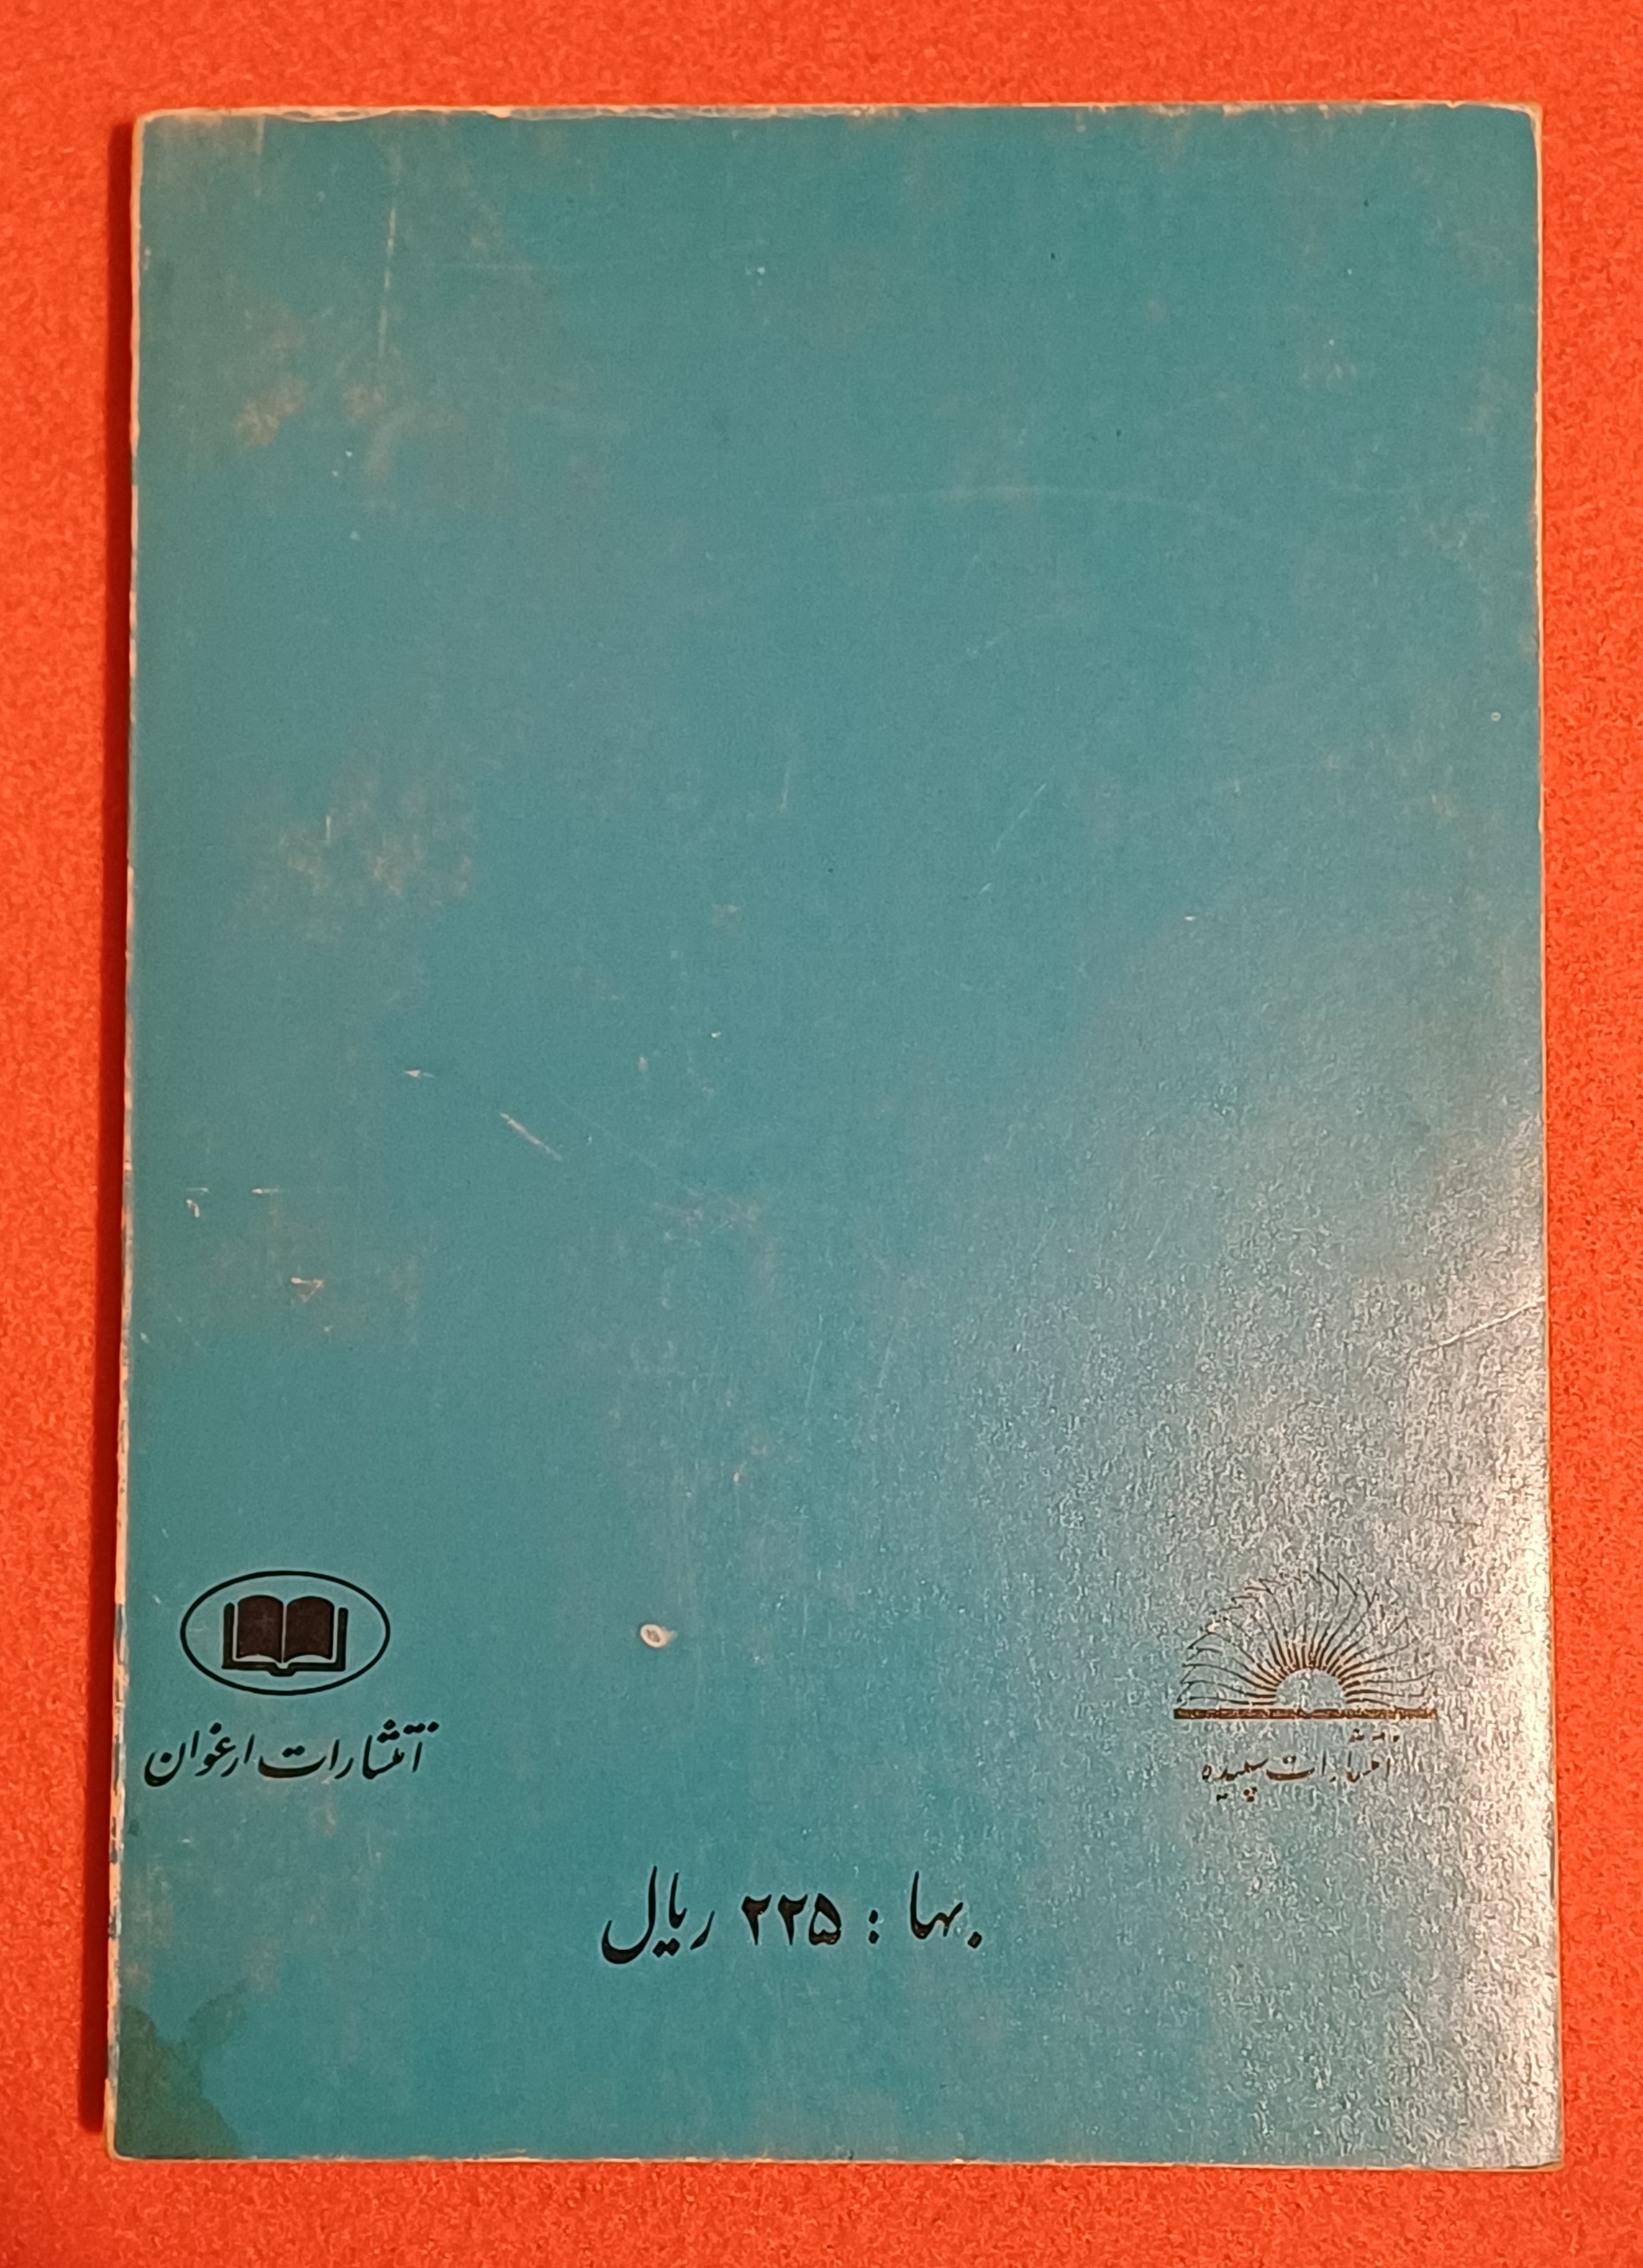 انتشارات سپیده
انتشارات ارغوان
بها : ۲۲۵ ریال